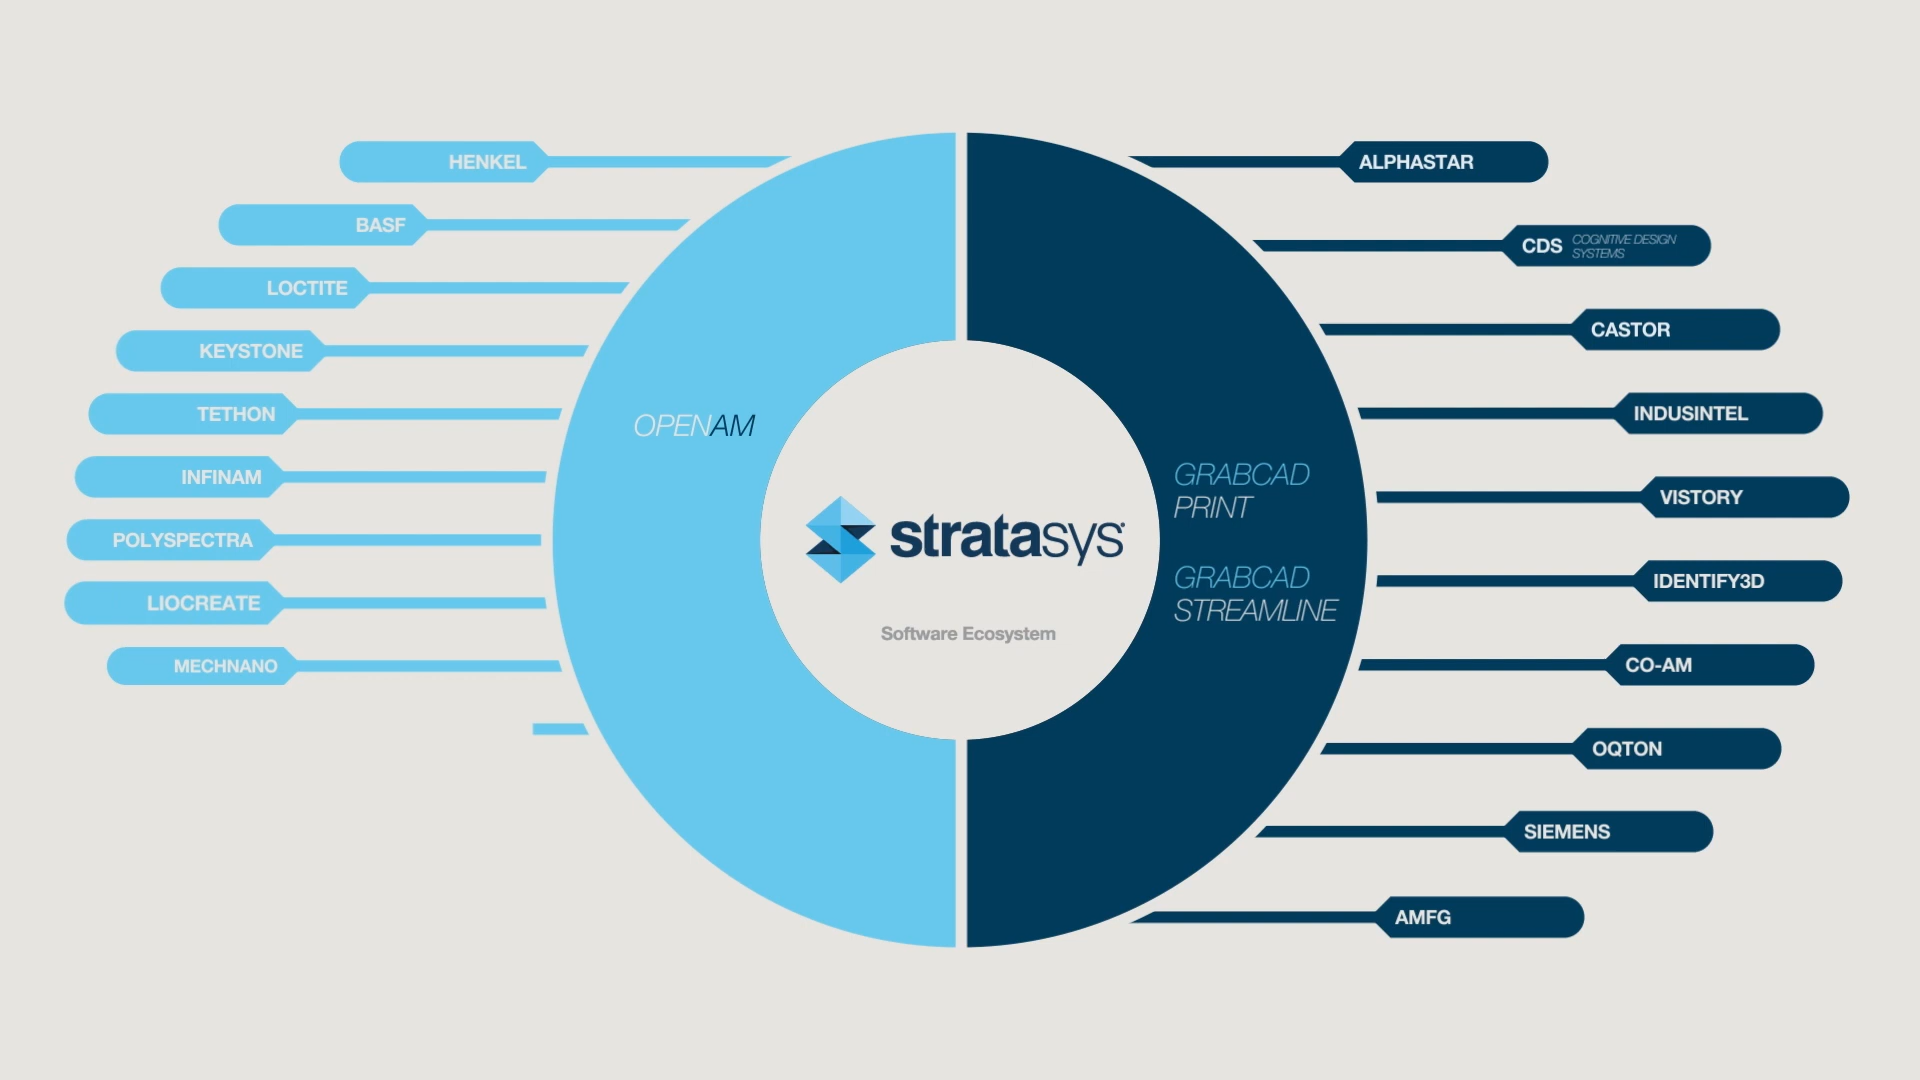 HENKEL
BASF
LOCTITE
KEYSTONE
TETHON
INFINAM
POLYSPECTRA
LIOCREATE
MECHNANO
OPENAM
stratasys
Software Ecosystem
GRABCAD
PRINT
GRABCAD
STREAMLINE
ALPHASTAR
CDS COGNITIVE DESIGN
SYSTEMS
CASTOR
INDUSINTEL
VISTORY
IDENTIFY3D
CO-AM
OQTON
SIEMENS
AMFG